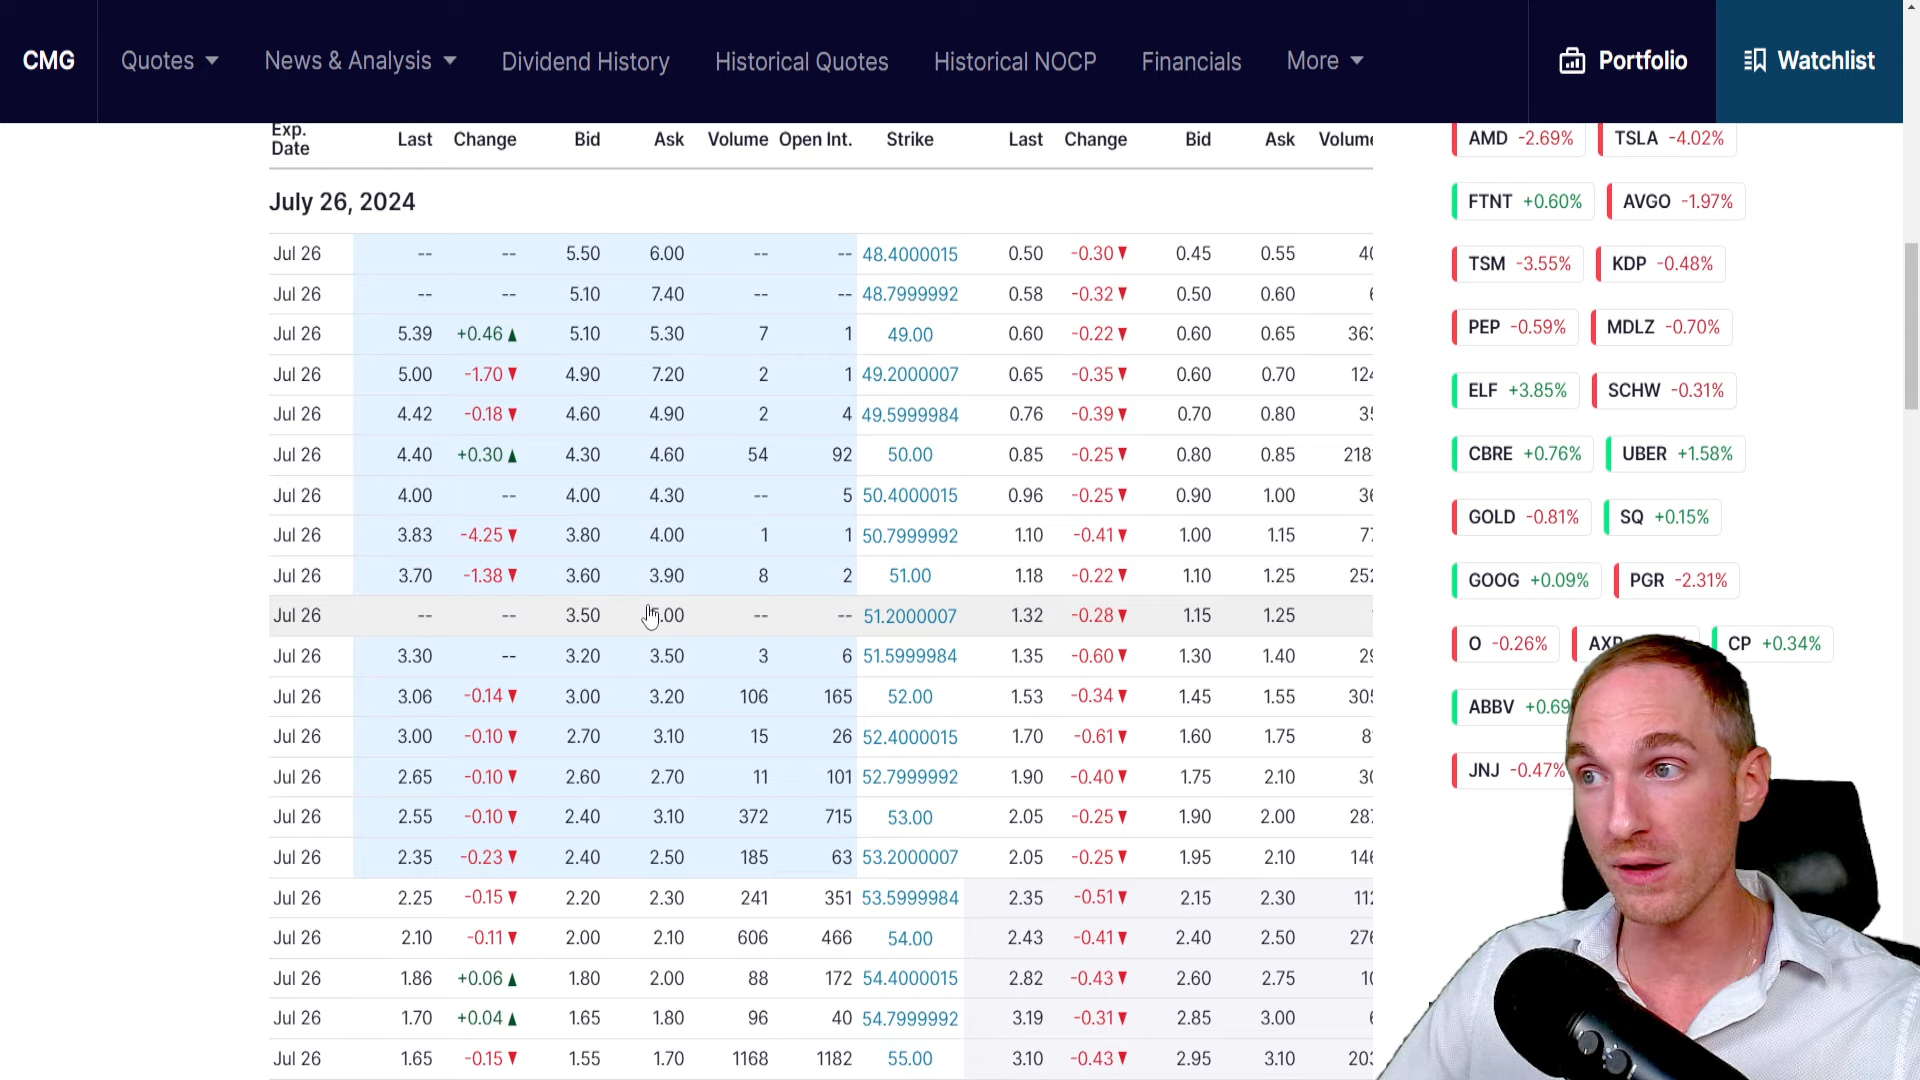 CMG Quotes News & Analysis Dividend History Historical Quotes Historical NOCP Financials More Portfolio Watchlist
Exp. Date Last Change Bid Ask Volume Open Int. Strike Last Change Bid Ask Volume
July 26, 2024
Jul 26 -- -- 5.50 6.00 -- -- 48.4000015 0.50 -0.30 0.45 0.55
Jul 26 -- -- 5.10 7.40 -- -- 48.7999992 0.58 -0.32 0.50 0.60
Jul 26 5.39 +0.46 5.10 5.30 7 1 49.00 0.60 -0.22 0.60 0.65
Jul 26 5.00 -1.70 4.90 7.20 2 1 49.2000007 0.65 -0.35 0.60 0.70
Jul 26 4.42 -0.18 4.60 4.90 2 4 49.5999984 0.76 -0.39 0.70 0.80
Jul 26 4.40 +0.30 4.30 4.60 54 92 50.00 0.85 -0.25 0.80 0.85
Jul 26 4.00 -- 4.00 4.30 -- 5 50.4000015 0.96 -0.25 0.90 1.00
Jul 26 3.83 -4.25 3.80 4.00 1 1 50.7999992 1.10 -0.41 1.00 1.15
Jul 26 3.70 -1.38 3.60 3.90 8 2 51.00 1.18 -0.22 1.10 1.25
Jul 26 -- -- 3.50 .00 -- -- 51.2000007 1.32 -0.28 1.15 1.25
Jul 26 3.30 -- 3.20 3.50 3 6 51.5999984 1.35 -0.60 1.30 1.40
Jul 26 3.06 -0.14 3.00 3.20 106 165 52.00 1.53 -0.34 1.45 1.55
Jul 26 3.00 -0.10 2.70 3.10 15 26 52.4000015 1.70 -0.61 1.60 1.75
Jul 26 2.65 -0.10 2.60 2.70 11 101 52.7999992 1.90 -0.40 1.75 2.10
Jul 26 2.55 -0.10 2.40 3.10 372 715 53.00 2.05 -0.25 1.90 2.00
Jul 26 2.35 -0.23 2.40 2.50 185 63 53.2000007 2.05 -0.25 1.95 2.10
Jul 26 2.25 -0.15 2.20 2.30 241 351 53.5999984 2.35 -0.51 2.15 2.30
Jul 26 2.10 -0.11 2.00 2.10 606 466 54.00 2.43 -0.41 2.40 2.50
Jul 26 1.86 +0.06 1.80 2.00 88 172 54.4000015 2.82 -0.43 2.60 2.75
Jul 26 1.70 +0.04 1.65 1.80 96 40 54.7999992 3.19 -0.31 2.85 3.00
Jul 26 1.65 -0.15 1.55 1.70 1168 1182 55.00 3.10 -0.43 2.95 3.10
AMD -2.69% TSLA -4.02%
FTNT +0.60% AVGO -1.97%
TSM -3.55% KDP -0.48%
PEP -0.59% MDLZ -0.70%
ELF +3.85% SCHW -0.31%
CBRE +0.76% UBER +1.58%
GOLD -0.81% SQ +0.15%
GOOG +0.09% PGR -2.31%
O -0.26% AXP CP +0.34%
ABBV +0.69
JNJ -0.47%